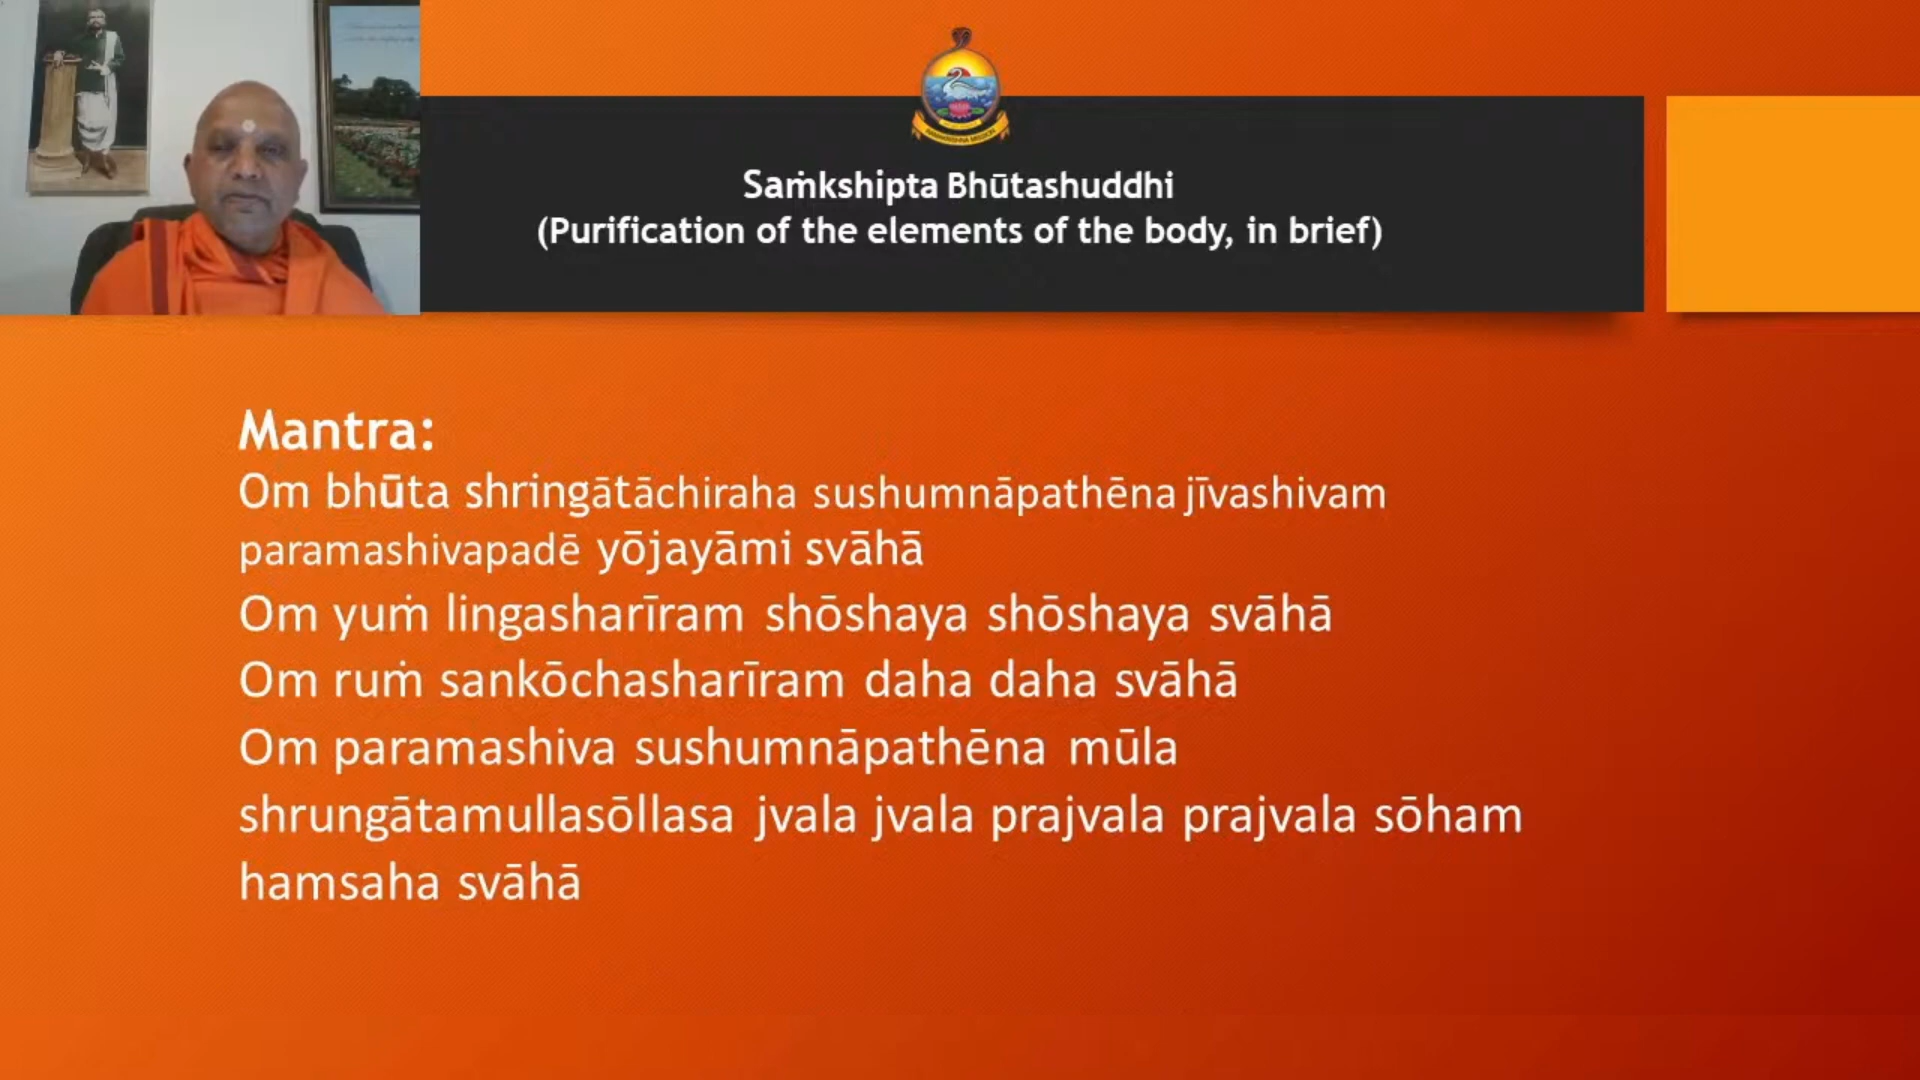 Saṁkshipta Bhūtashuddhi
(Purification of the elements of the body, in brief)
Mantra:
Om bhūta shringātāchiraha sushumnāpathēna jīvashivam
paramashivapadē yōjayāmi svāhā
Om yuṁ lingasharīram shōshaya shōshaya svāhā
Om ruṁ sankōchasharīram daha daha svāhā
Om paramashiva sushumnāpathēna mūla
shrungātamullasōllasa jvala jvala prajvala prajvala sōham
hamsaha svāhā